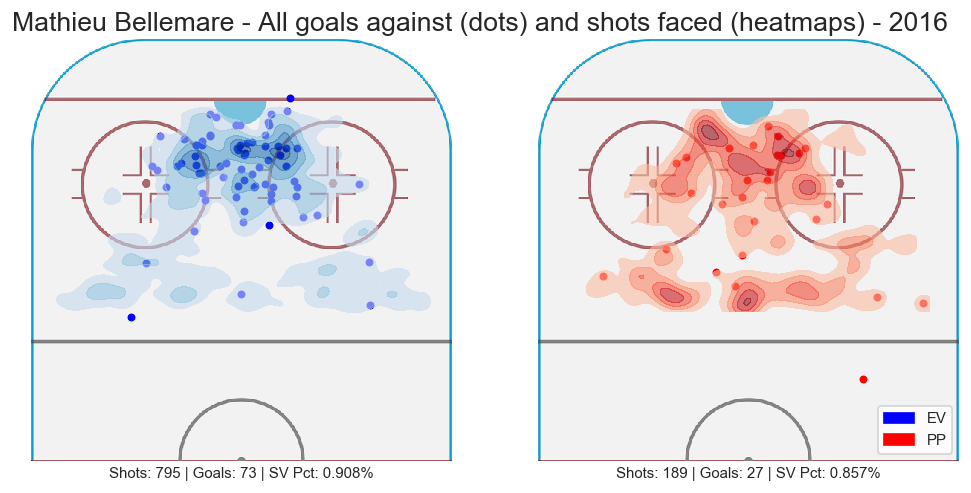 Mathieu Bellemare - All goals against (dots) and shots faced (heatmaps) - 2016
EV
PP
Shots: 795 | Goals: 73 | SV Pct: 0.908%
Shots: 189 | Goals: 27 | SV Pct: 0.857%